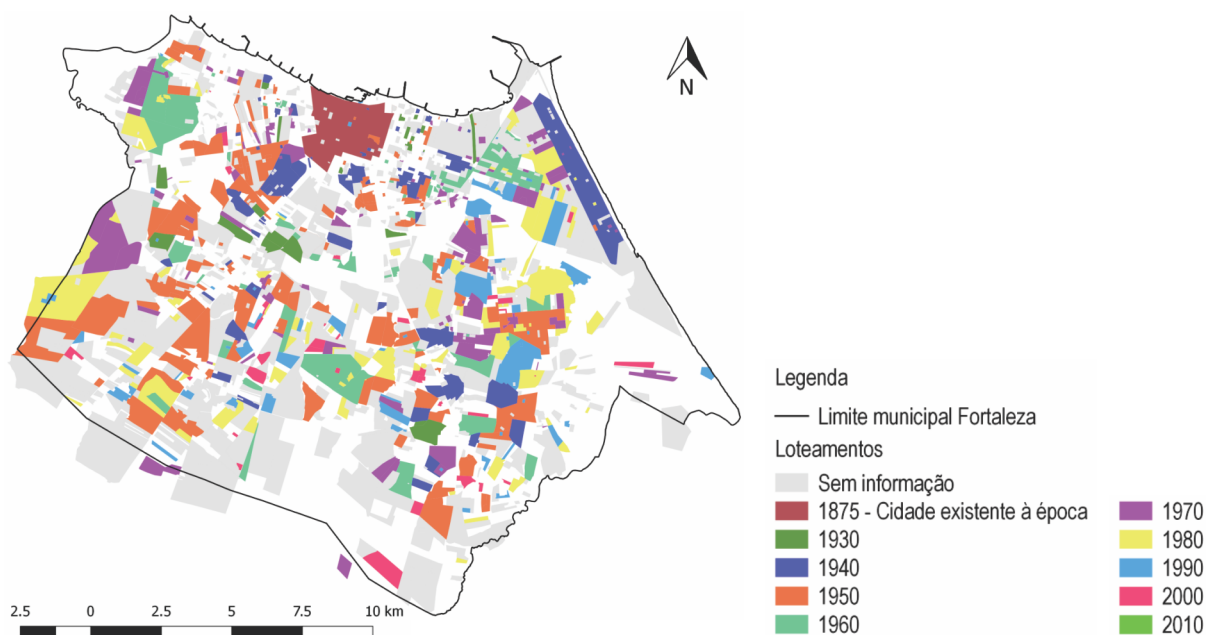 N
Legenda
Limite municipal Fortaleza
Loteamentos
Sem informação
1875 - Cidade existente à época
1930
1940
1950
1960
1970
1980
1990
2000
2010
2.5 0 2.5 5 7.5 10 km